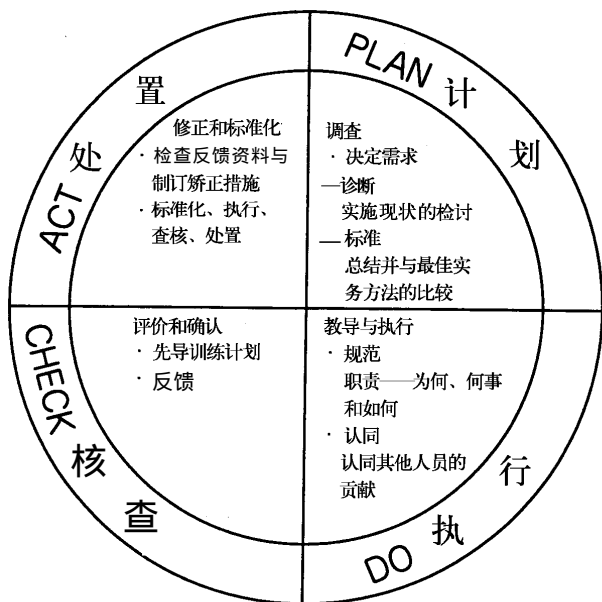 PLAN 计划
调查
· 决定需求
—诊断
实施现状的检讨
—标准
总结并与最佳实
务方法的比较
DO 执行
教导与执行
· 规范
职责——为何、何事
和如何
· 认同
认同其他人员的
贡献
CHECK 核查
评价和确认
· 先导训练计划
· 反馈
ACT 处置
修正和标准化
· 检查反馈资料与
制订矫正措施
· 标准化、执行、
查核、处置